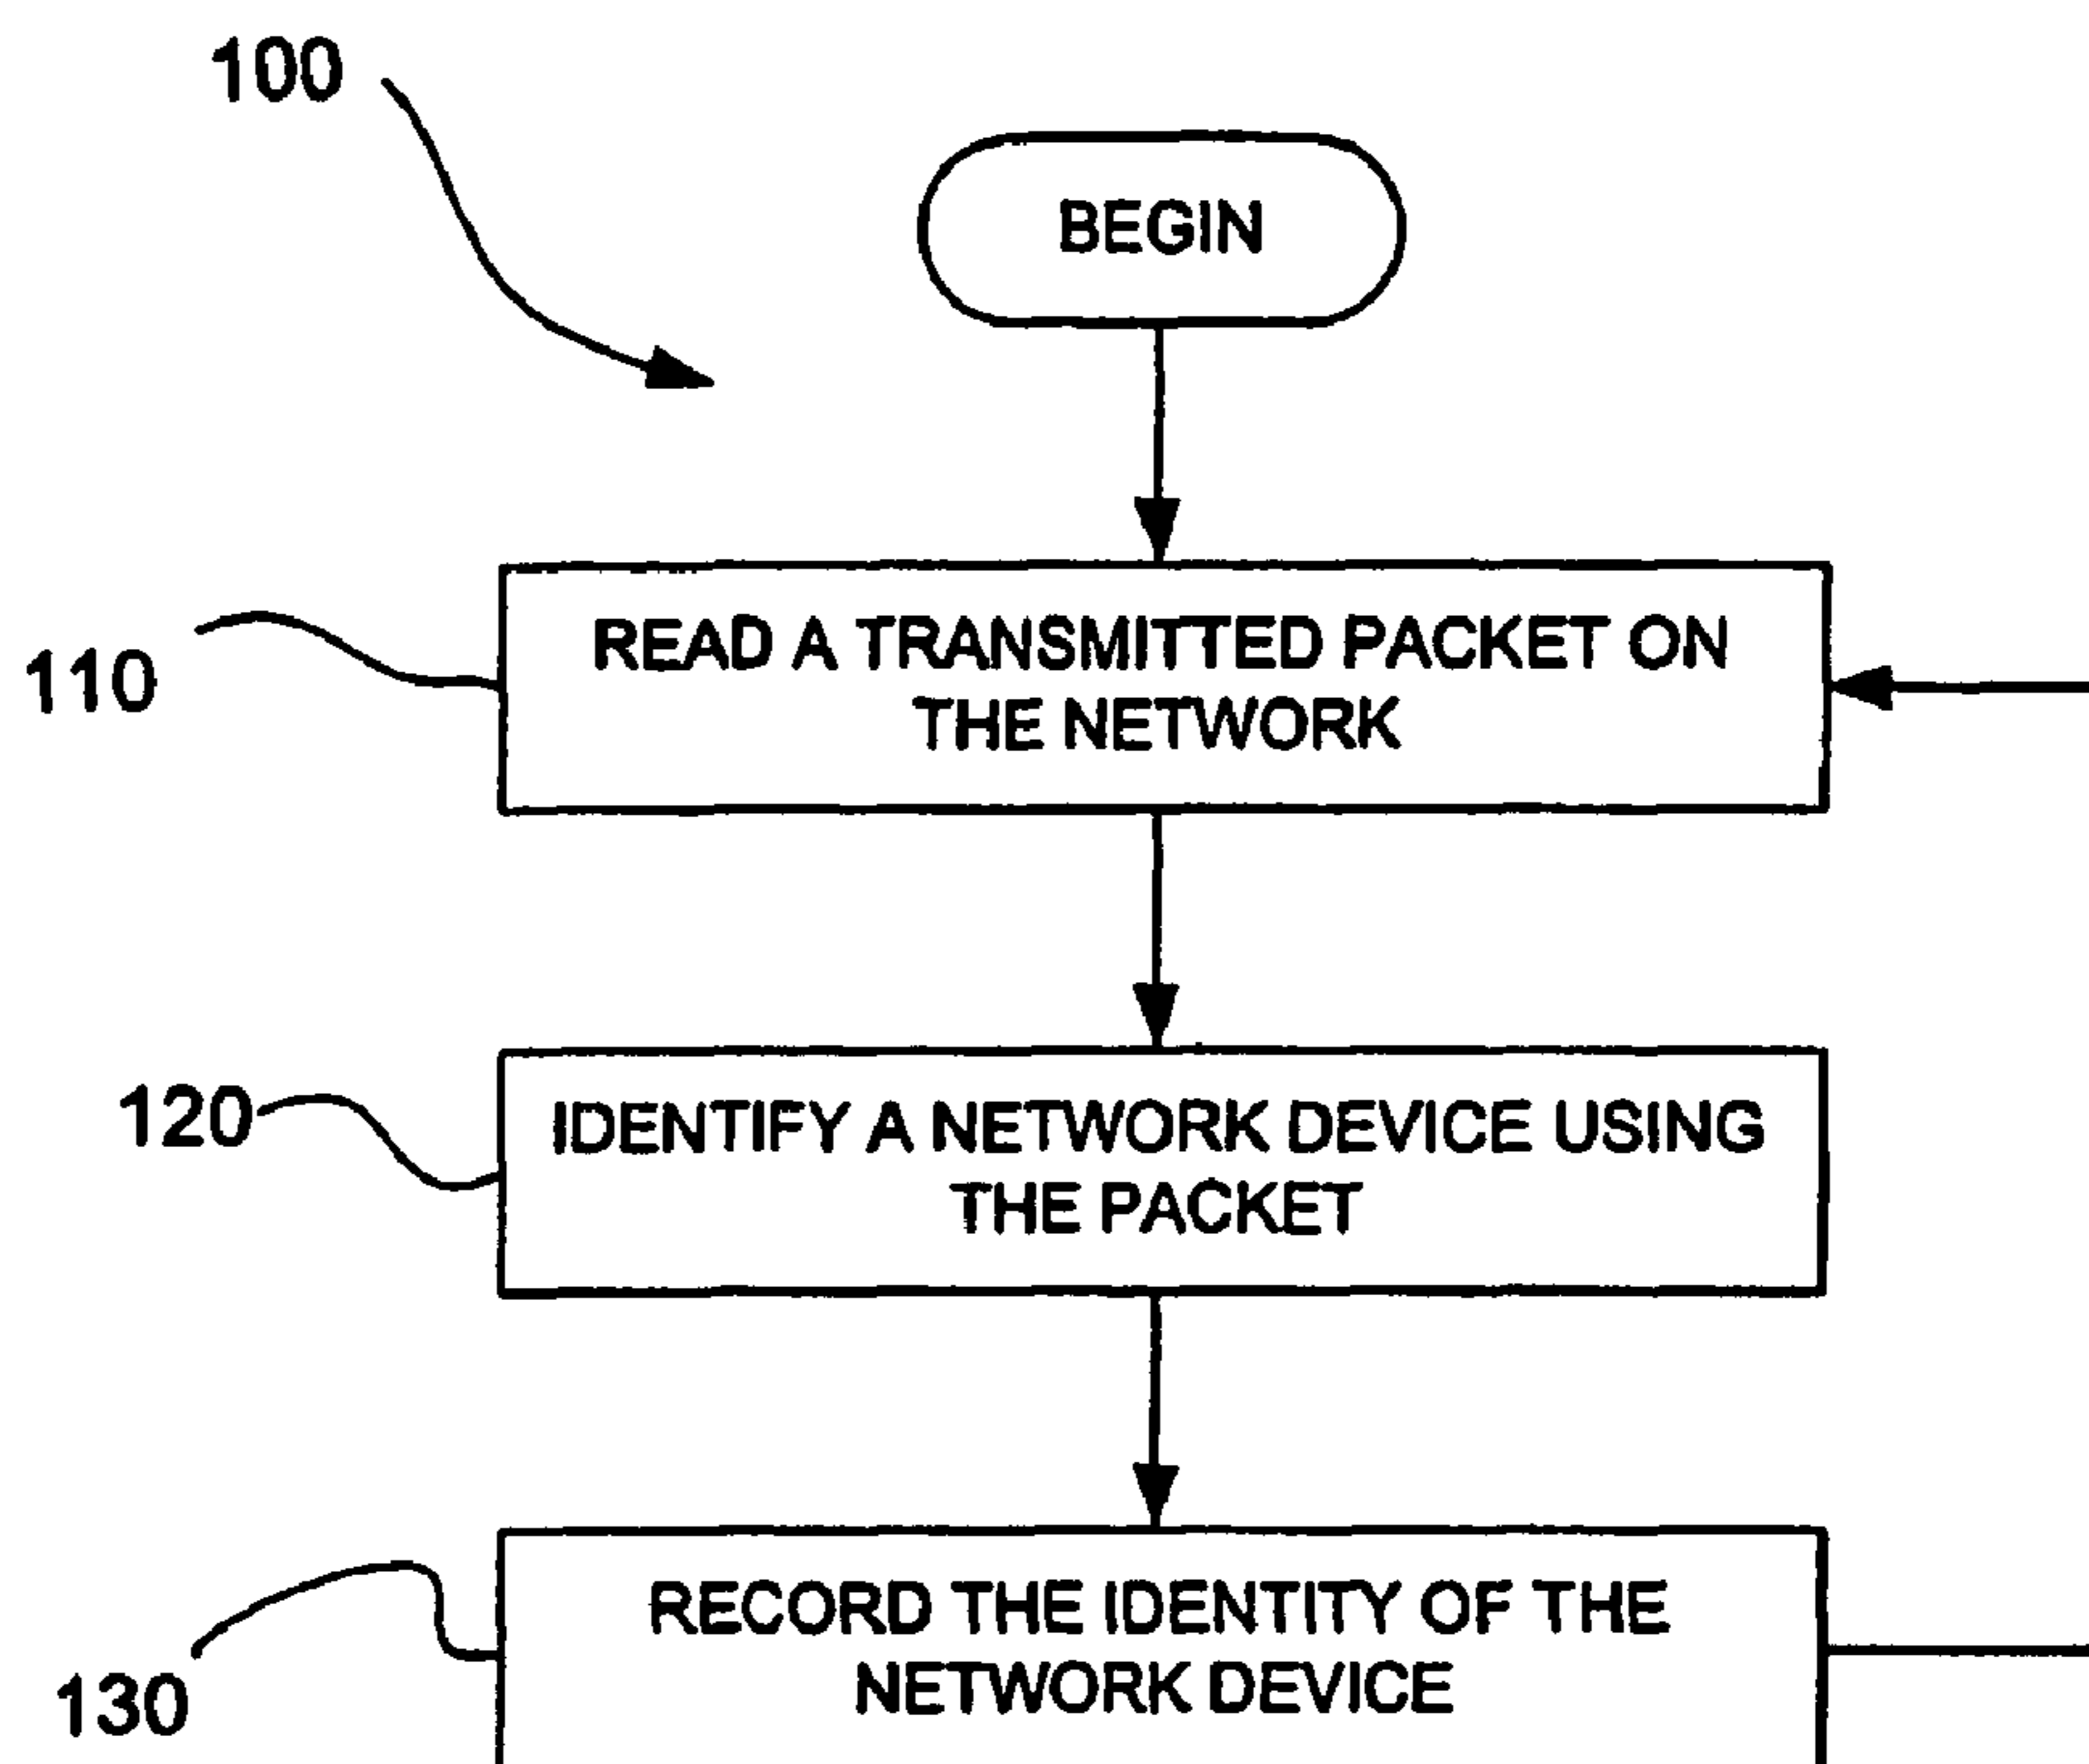 100
BEGIN
110
READ A TRANSMITTED PACKET ON
THE NETWORK
120
IDENTIFY A NETWORK DEVICE USING
THE PACKET
130
RECORD THE IDENTITY OF THE
NETWORK DEVICE